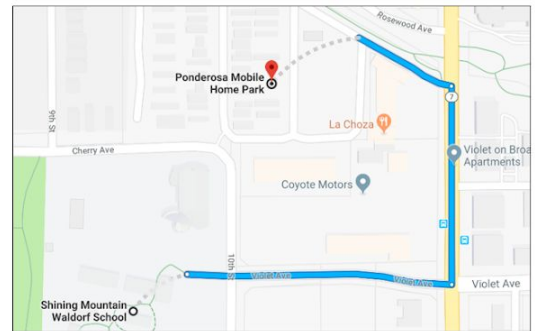 Rosewood Ave
Ponderosa Mobile
Home Park
7
9th St
La Choza
Cherry Ave
Violet on Broa
Apartments
Coyote Motors
10th St
Violet Ave
Violet Ave
Violet Ave
Shining Mountain
Waldorf School